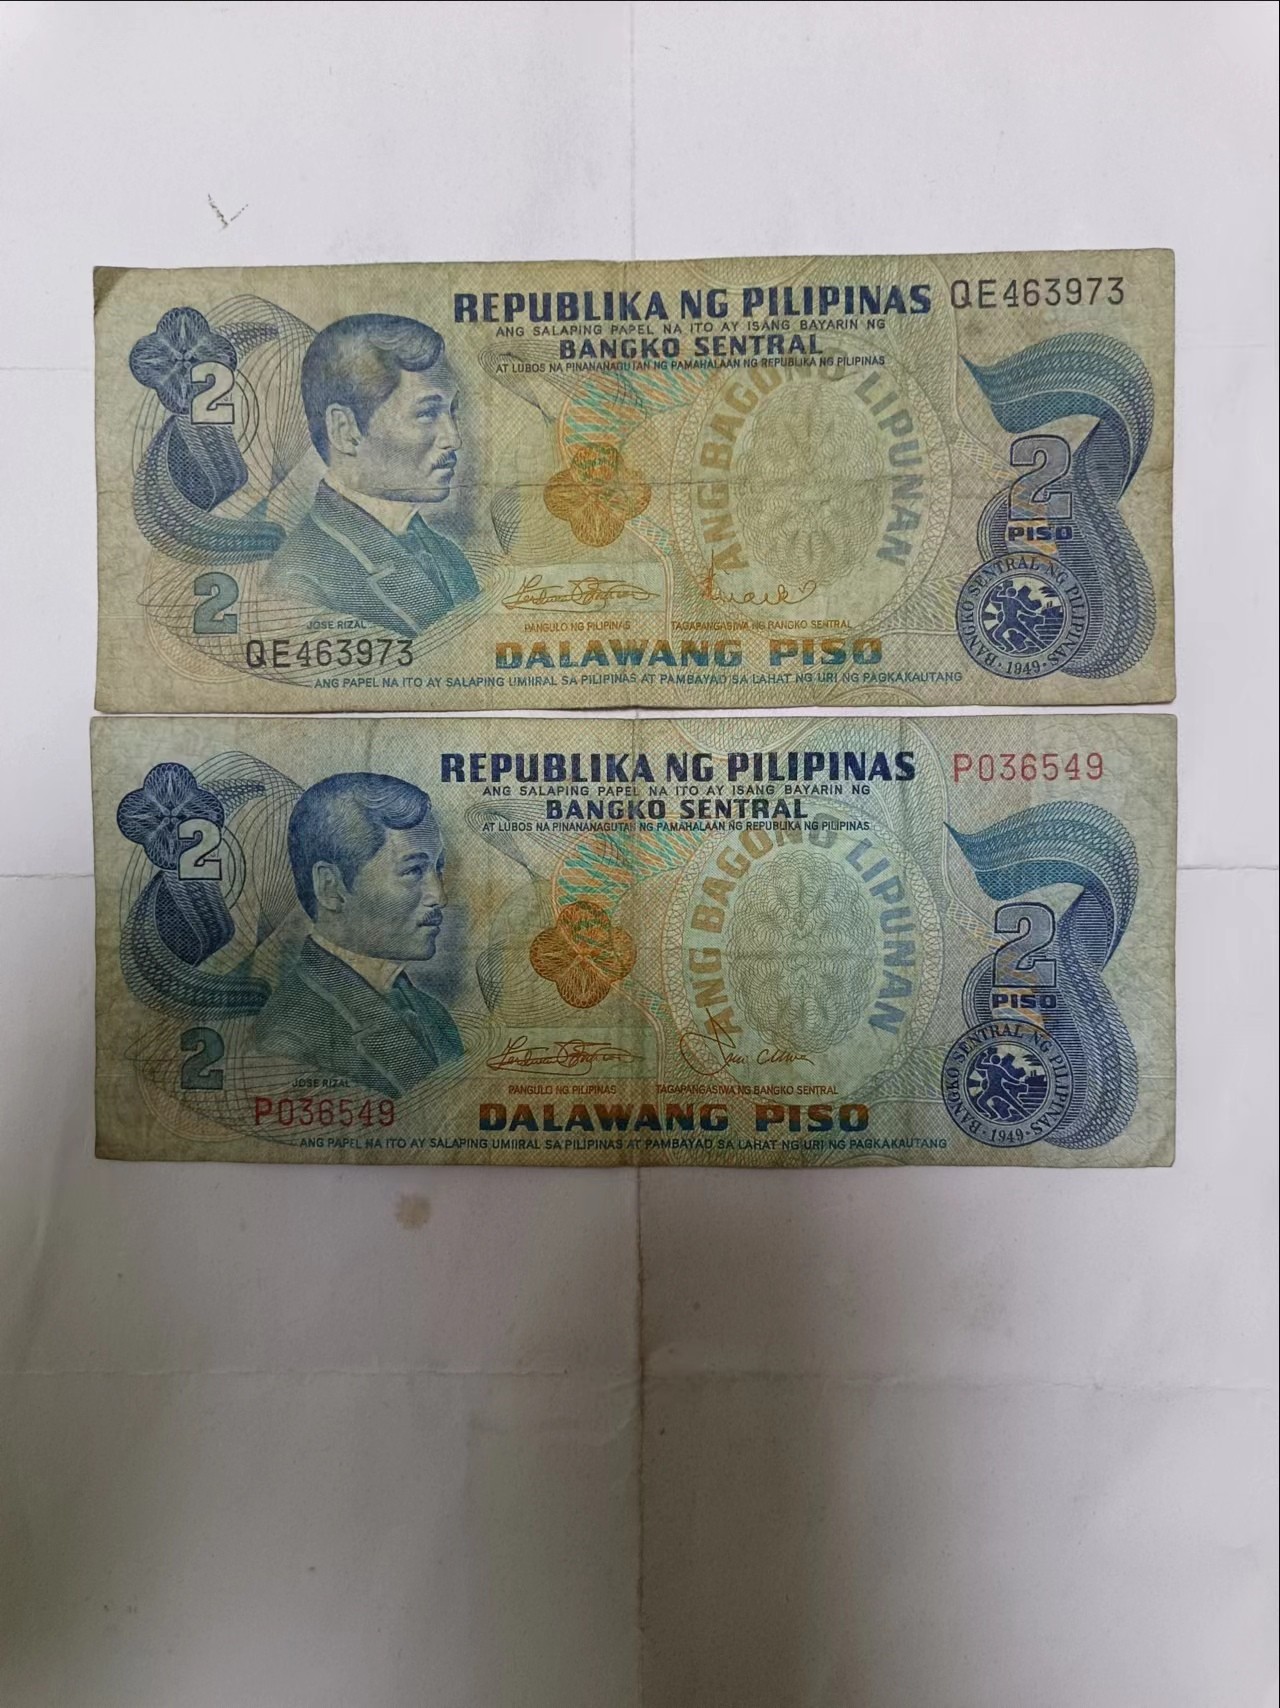 REPUBLIKA NG PILIPINAS QE463973
ANG SALAPING PAPEL NA ITO AY ISANG BAYARIN NG
BANGKO SENTRAL
AT LUBOS NA PINANANAGUTAN NG PAMAHALAAN NG REPUBLIKA NG PILIPINAS
ANG BAGONG LIPUNAN
2
2
PISO
BANGKO SENTRAL NG PILIPINAS
·1949·
2
JOSE RIZAL
PANGULO NG PILIPINAS TAGAPANGASIWA NG BANGKO SENTRAL
QE463973
DALAWANG PISO
ANG PAPEL NA ITO AY SALAPING UMIIRAL SA PILIPINAS AT PAMBAYAD SA LAHAT NG URI NG PAGKAKAUTANG
REPUBLIKA NG PILIPINAS P036549
ANG SALAPING PAPEL NA ITO AY ISANG BAYARIN NG
BANGKO SENTRAL
AT LUBOS NA PINANANAGUTAN NG PAMAHALAAN NG REPUBLIKA NG PILIPINAS
ANG BAGONG LIPUNAN
2
2
PISO
BANGKO SENTRAL NG PILIPINAS
·1949·
2
JOSE RIZAL
PANGULO NG PILIPINAS TAGAPANGASIWA NG BANGKO SENTRAL
P036549
DALAWANG PISO
ANG PAPEL NA ITO AY SALAPING UMIIRAL SA PILIPINAS AT PAMBAYAD SA LAHAT NG URI NG PAGKAKAUTANG